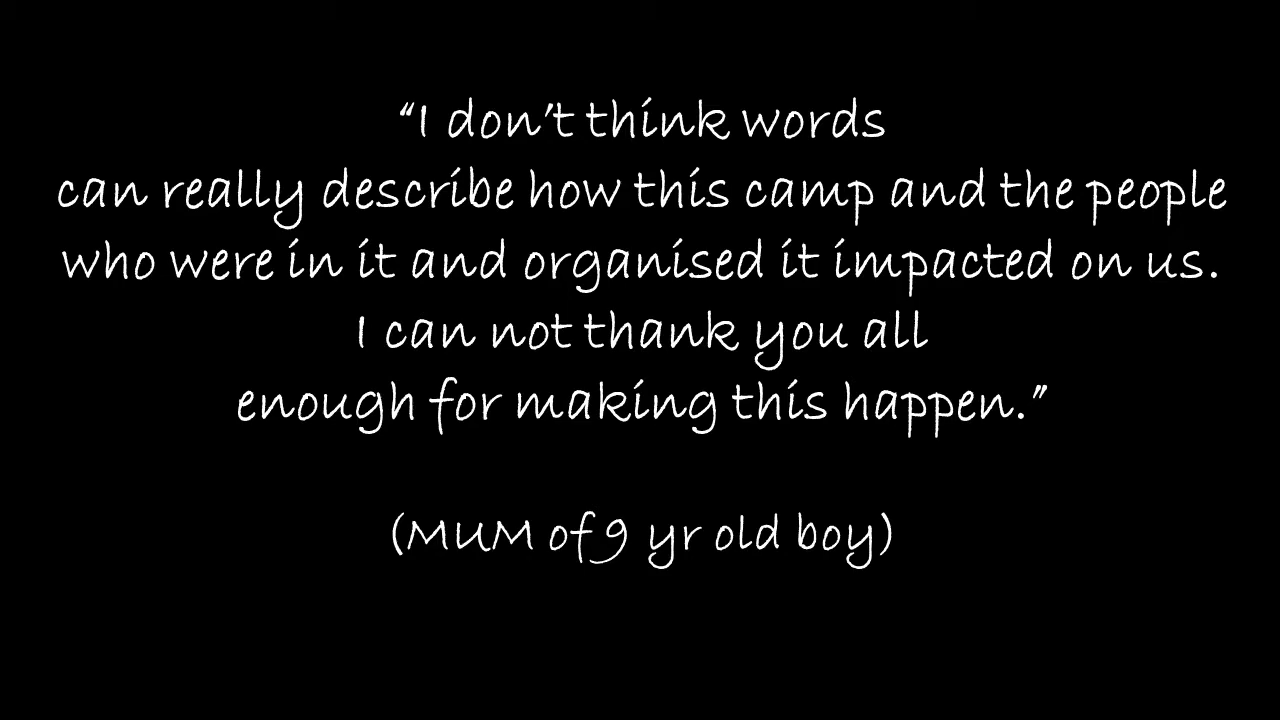 “I don’t think words
can really describe how this camp and the people
who were in it and organised it impacted on us.
I can not thank you all
enough for making this happen.”
(MUM of 9 yr old boy)